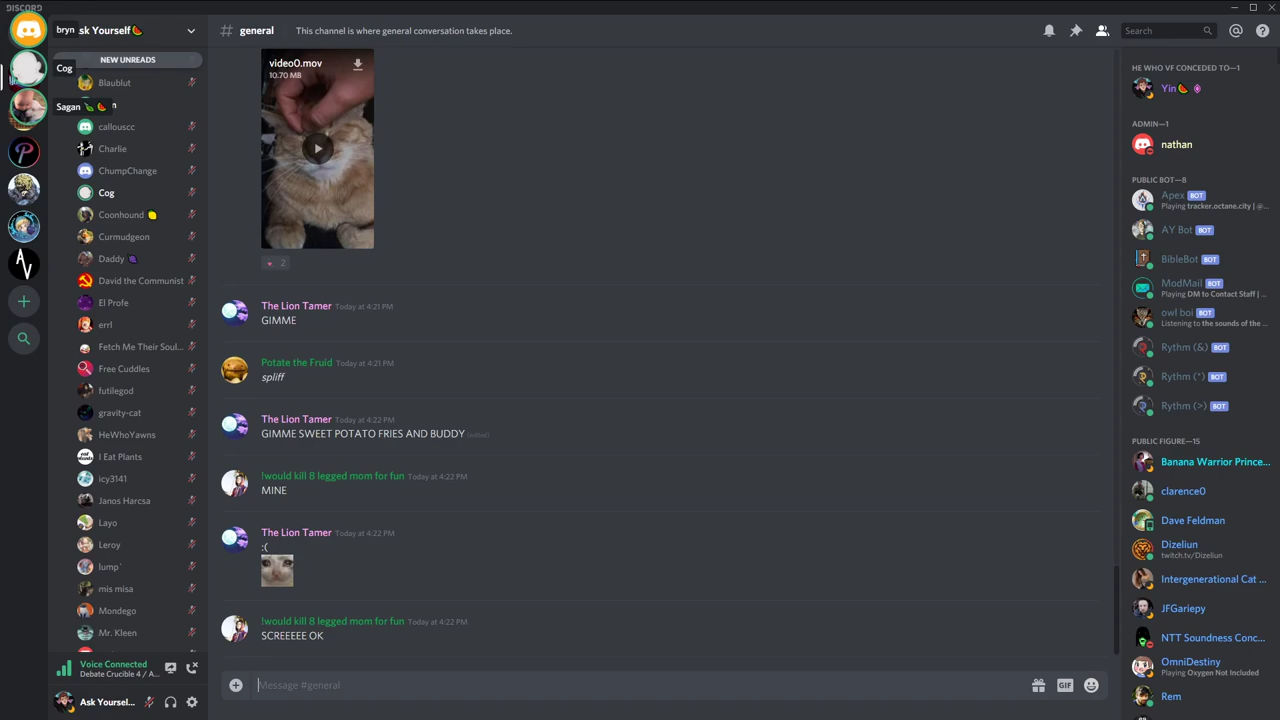 DISCORD
bryn
Ask Yourself
Cog
Sagan
NEW UNREADS
Blaublut
callouscc
Charlie
ChumpChange
Cog
Coonhound
Curmudgeon
Daddy
David the Communist
El Profe
errl
Fetch Me Their Soul...
Free Cuddles
futilegod
gravity-cat
HeWhoYawns
I Eat Plants
icy3141
Janos Harcsa
Layo
Leroy
lump`
mis misa
Mondego
Mr. Kleen
Voice Connected
Debate Crucible 4 / A...
Ask Yoursel...
# general
This channel is where general conversation takes place.
Search
video0.mov
10.70 MB
2
The Lion Tamer Today at 4:21 PM
GIMME
Potate the Fruid Today at 4:21 PM
spliff
The Lion Tamer Today at 4:22 PM
GIMME SWEET POTATO FRIES AND BUDDY (edited)
!would kill 8 legged mom for fun Today at 4:22 PM
MINE
The Lion Tamer Today at 4:22 PM
:(
!would kill 8 legged mom for fun Today at 4:22 PM
SCREEEEE OK
Message #general
GIF
HE WHO VF CONCEDED TO—1
Yin
ADMIN—1
nathan
PUBLIC BOT—8
Apex BOT
Playing tracker.octane.city | @...
AY Bot BOT
BibleBot BOT
ModMail BOT
Playing DM to Contact Staff | ...
owl boi BOT
Listening to the sounds of the ...
Rythm (&) BOT
Rythm (*) BOT
Rythm (>) BOT
PUBLIC FIGURE—15
Banana Warrior Prince...
clarence0
Dave Feldman
Dizeliun
twitch.tv/Dizeliun
Intergenerational Cat ...
JFGariepy
NTT Soundness Conc...
OmniDestiny
Playing Oxygen Not Included
Rem